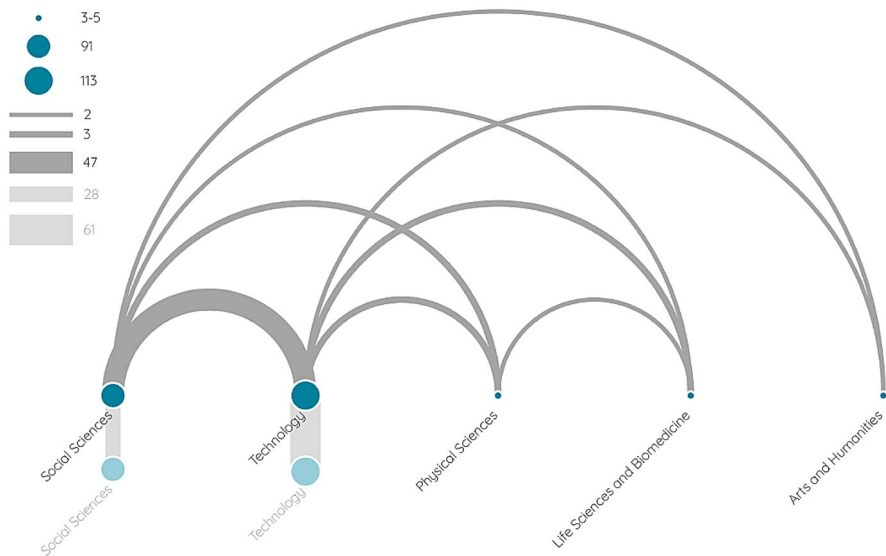 3-5
91
113
2
3
47
28
61
Social Sciences
Technology
Physical Sciences
Life Sciences and Biomedicine
Arts and Humanities
Social Sciences
Technology